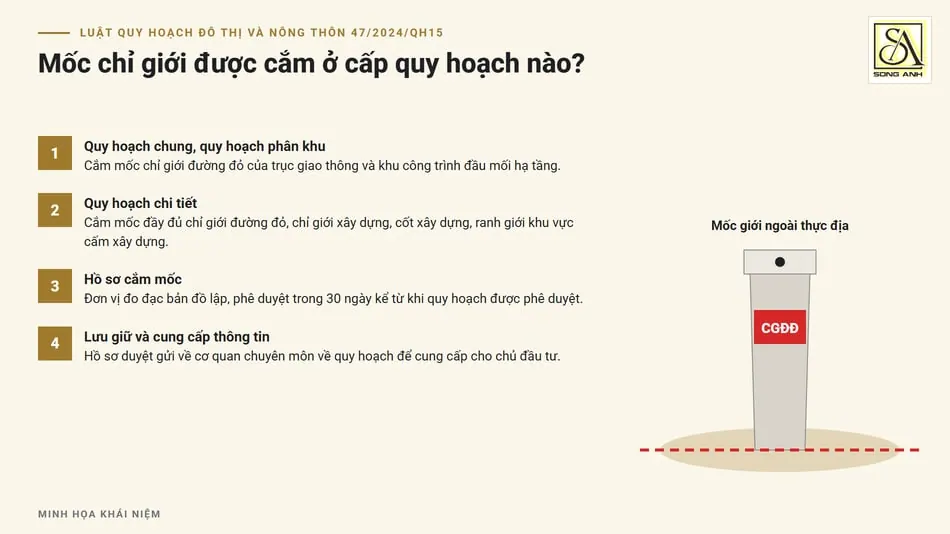 LUẬT QUY HOẠCH ĐÔ THỊ VÀ NÔNG THÔN 47/2024/QH15
Mốc chỉ giới được cắm ở cấp quy hoạch nào?
SA
SONG ANH
1
Quy hoạch chung, quy hoạch phân khu
Cắm mốc chỉ giới đường đỏ của trục giao thông và khu công trình đầu mối hạ tầng.
2
Quy hoạch chi tiết
Cắm mốc đầy đủ chỉ giới đường đỏ, chỉ giới xây dựng, cốt xây dựng, ranh giới khu vực
cấm xây dựng.
3
Hồ sơ cắm mốc
Đơn vị đo đạc bản đồ lập, phê duyệt trong 30 ngày kể từ khi quy hoạch được phê duyệt.
4
Lưu giữ và cung cấp thông tin
Hồ sơ duyệt gửi về cơ quan chuyên môn về quy hoạch để cung cấp cho chủ đầu tư.
Mốc giới ngoài thực địa
CGĐĐ
MINH HỌA KHÁI NIỆM